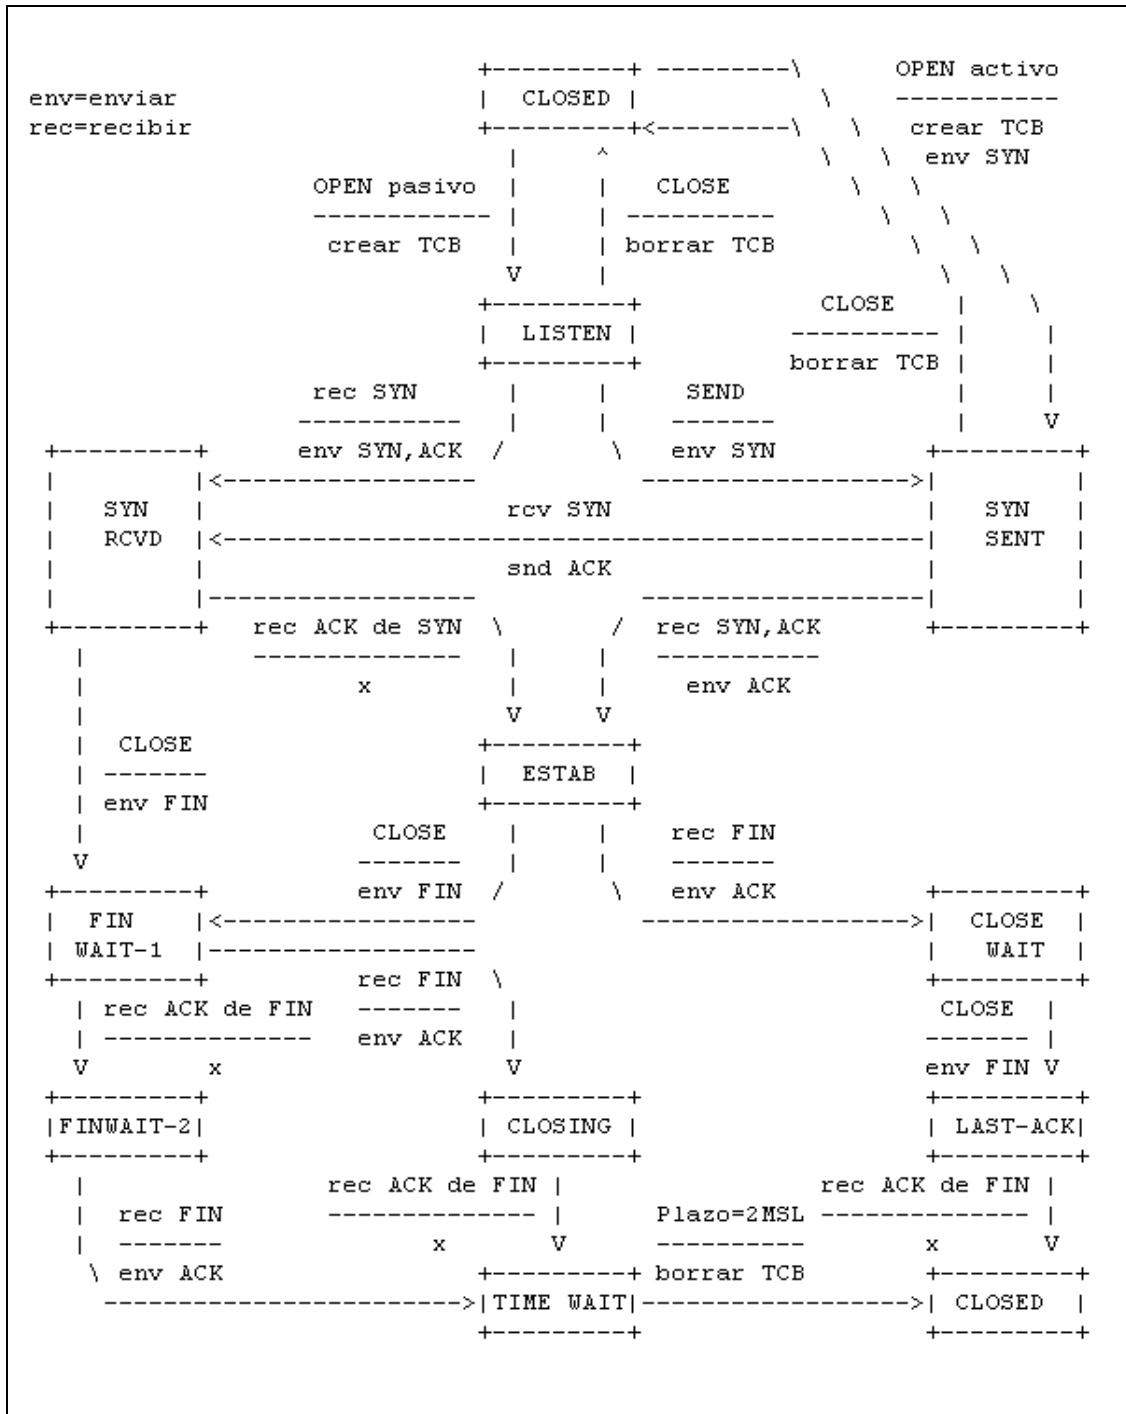 +---------+ ---------\ OPEN activo
env=enviar | CLOSED | \ -----------
rec=recibir +---------+<---------\ \ crear TCB
| ^ \ \ env SYN
OPEN pasivo | | CLOSE \ \
------------ | | ---------- \ \
crear TCB | | borrar TCB \ \
V | \ \
+---------+ CLOSE | \
| LISTEN | ---------- | |
+---------+ borrar TCB | |
rec SYN | | SEND | |
----------- | | ------- | V
+---------+ env SYN,ACK / \ env SYN +---------+
| |<----------------- ------------------>| |
| SYN | rcv SYN | SYN |
| RCVD |<-----------------------------------------------| SENT |
| | snd ACK | |
| |------------------ -------------------| |
+---------+ rec ACK de SYN \ / rec SYN,ACK +---------+
| -------------- | | -----------
| x | | env ACK
| V V
| CLOSE +---------+
| ------- | ESTAB |
| env FIN +---------+
| CLOSE | | rec FIN
V ------- | | -------
+---------+ env FIN / \ env ACK +---------+
| FIN |<----------------- ------------------>| CLOSE |
| WAIT-1 |------------------ | WAIT |
+---------+ rec FIN \ +---------+
| rec ACK de FIN ------- | CLOSE |
| -------------- env ACK | ------- |
V x V env FIN V
+---------+ +---------+ +---------+
|FINWAIT-2| | CLOSING | | LAST-ACK|
+---------+ +---------+ +---------+
| rec ACK de FIN | rec ACK de FIN |
| rec FIN -------------- | Plazo=2MSL -------------- |
| ------- x V ---------- x V
\ env ACK +---------+ borrar TCB +---------+
------------------------>|TIME WAIT|------------------>| CLOSED |
+---------+ +---------+